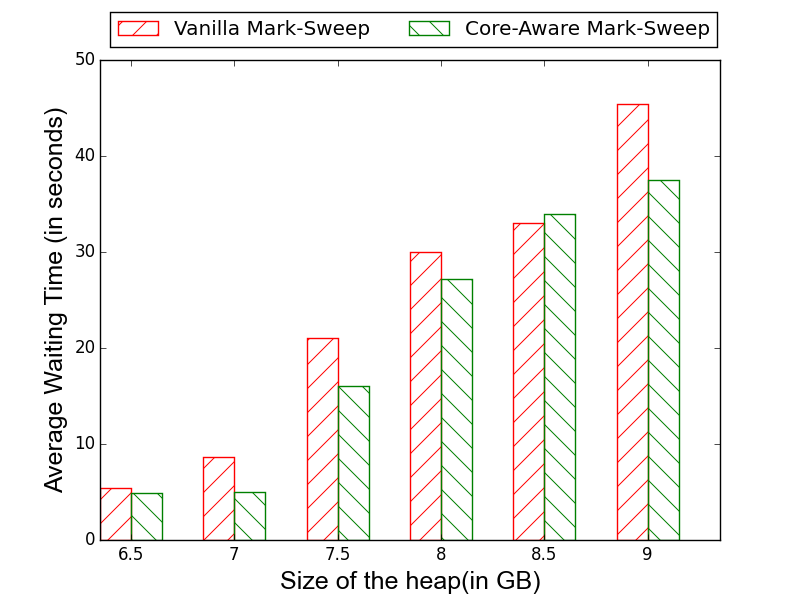 Vanilla Mark-Sweep Core-Aware Mark-Sweep
50
40
30
20
10
0
Average Waiting Time (in seconds)
6.5 7 7.5 8 8.5 9
Size of the heap(in GB)